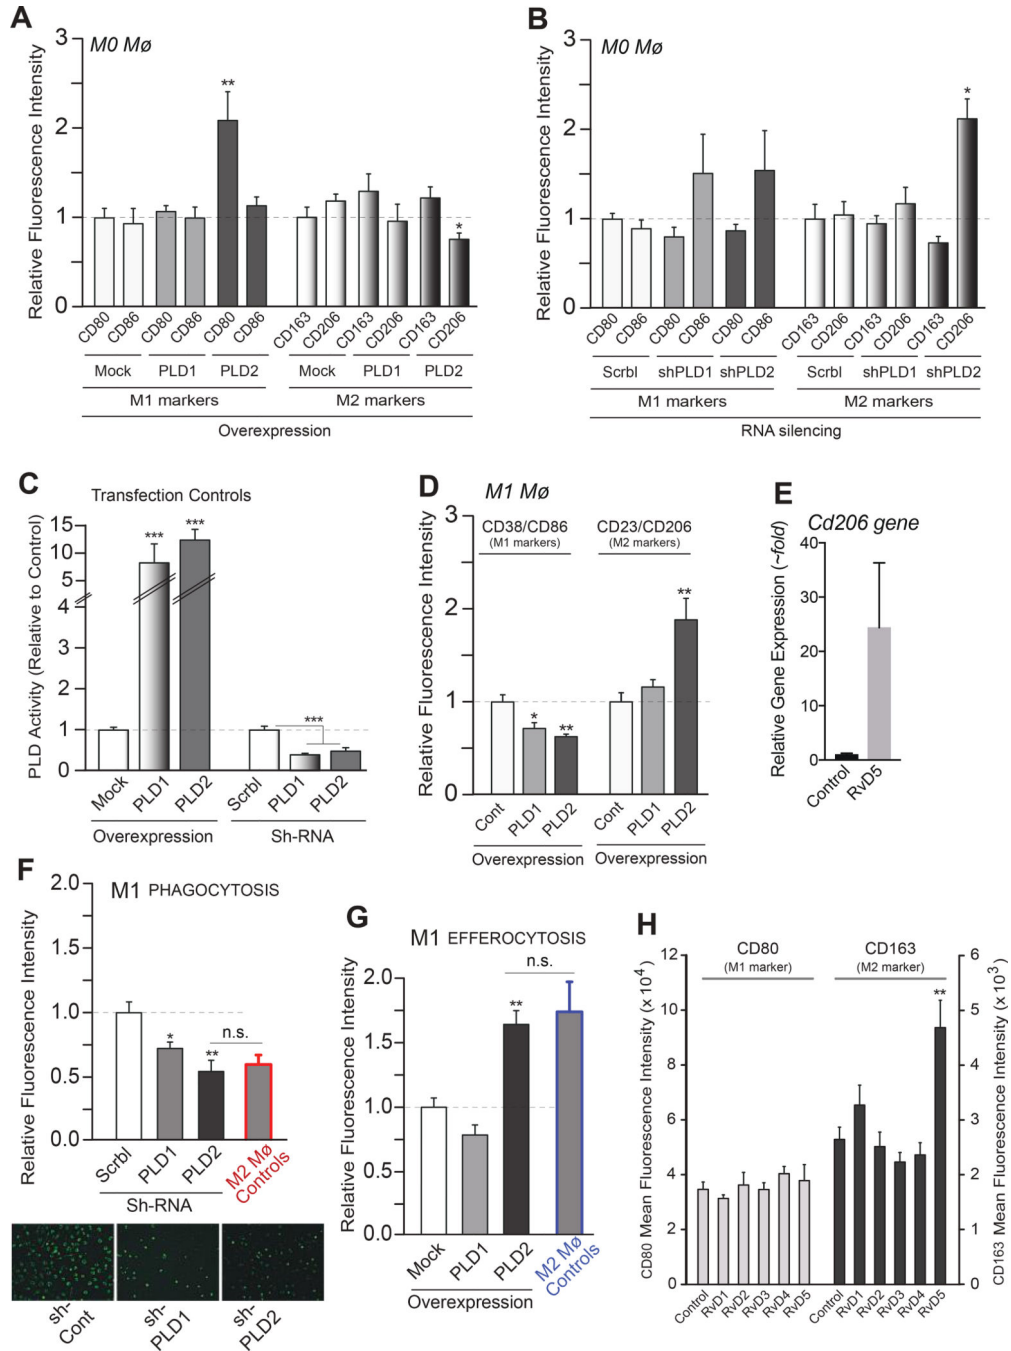 A
M0 Mø
Relative Fluorescence Intensity
3
2
1
0
**
*
CD80 CD86 CD80 CD86 CD80 CD86 CD163 CD206 CD163 CD206 CD163 CD206
Mock PLD1 PLD2 Mock PLD1 PLD2
M1 markers M2 markers
Overexpression
B
M0 Mø
Relative Fluorescence Intensity
3
2
1
0
*
CD80 CD86 CD80 CD86 CD80 CD86 CD163 CD206 CD163 CD206 CD163 CD206
Scrbl shPLD1 shPLD2 Scrbl shPLD1 shPLD2
M1 markers M2 markers
RNA silencing
C
Transfection Controls
PLD Activity (Relative to Control)
15
10
5
4
3
2
1
0
*** ***
***
Mock PLD1 PLD2 Scrbl PLD1 PLD2
Overexpression Sh-RNA
D
M1 Mø
CD38/CD86 CD23/CD206
(M1 markers) (M2 markers)
Relative Fluorescence Intensity
3
2
1
0
* ** **
Cont PLD1 PLD2 Cont PLD1 PLD2
Overexpression Overexpression
E
Cd206 gene
Relative Gene Expression (~fold)
40
30
20
10
0
Control RvD5
F
M1 PHAGOCYTOSIS
Relative Fluorescence Intensity
2.0
1.5
1.0
0.5
0.0
* ** n.s.
Scrbl PLD1 PLD2 M2 Mø Controls
Sh-RNA
sh-Cont sh-PLD1 sh-PLD2
G
M1 EFFEROCYTOSIS
Relative Fluorescence Intensity
2.0
1.5
1.0
0.5
0.0
n.s.
**
Mock PLD1 PLD2 M2 Mø Controls
Overexpression
H
CD80 CD163
(M1 marker) (M2 marker)
CD80 Mean Fluorescence Intensity (x 10⁴)
12
10
8
6
4
2
0
CD163 Mean Fluorescence Intensity (x 10³)
6
5
4
3
2
1
0
**
Control RvD1 RvD2 RvD3 RvD4 RvD5 Control RvD1 RvD2 RvD3 RvD4 RvD5